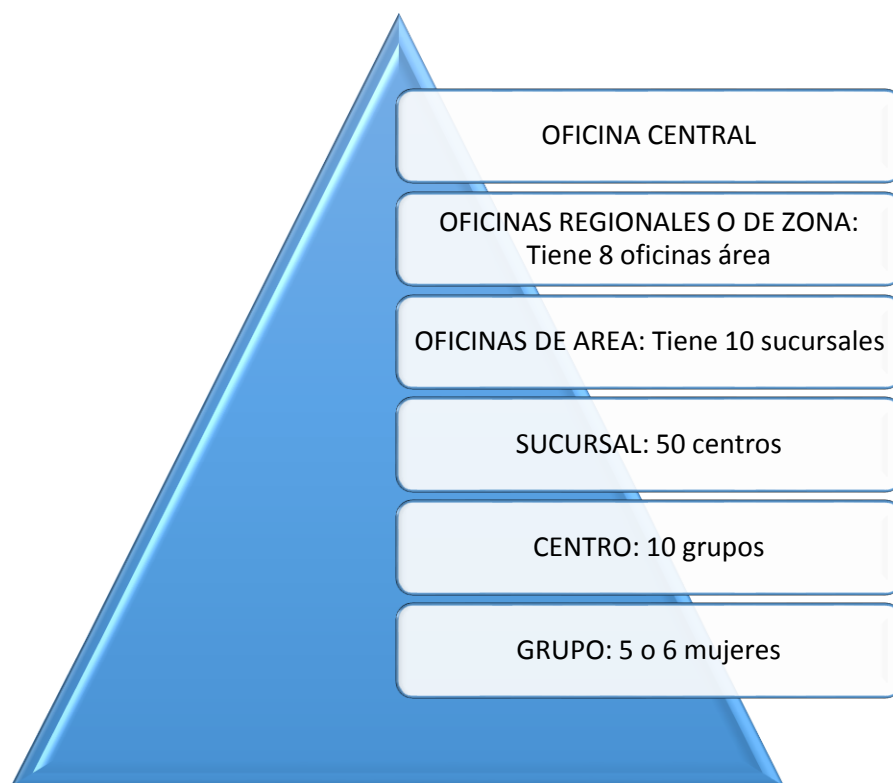 OFICINA CENTRAL
OFICINAS REGIONALES O DE ZONA:
Tiene 8 oficinas área
OFICINAS DE AREA: Tiene 10 sucursales
SUCURSAL: 50 centros
CENTRO: 10 grupos
GRUPO: 5 o 6 mujeres